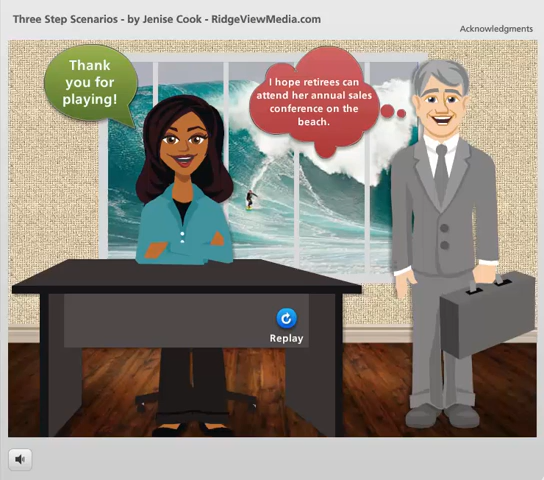 Three Step Scenarios - by Jenise Cook - RidgeViewMedia.com
Acknowledgments
Thank
you for
playing!
I hope retirees can
attend her annual sales
conference on the
beach.
Replay